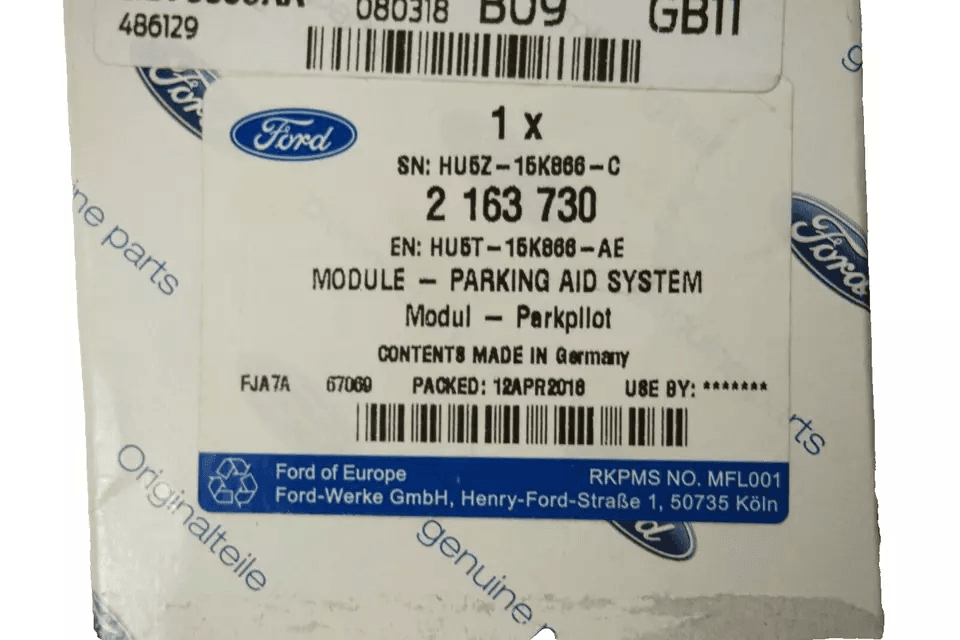 486129
080318 B09 GB11
Ford
1 x
SN: HU5Z-15K866-C
2 163 730
EN: HU5T-15K866-AE
MODULE - PARKING AID SYSTEM
Modul - Parkpilot
CONTENTS MADE IN Germany
FJA7A 67069 PACKED: 12APR2018 USE BY: *******
Ford of Europe RKPMS NO. MFL001
Ford-Werke GmbH, Henry-Ford-Straße 1, 50735 Köln
parts
Ford
Originalteile
genuine